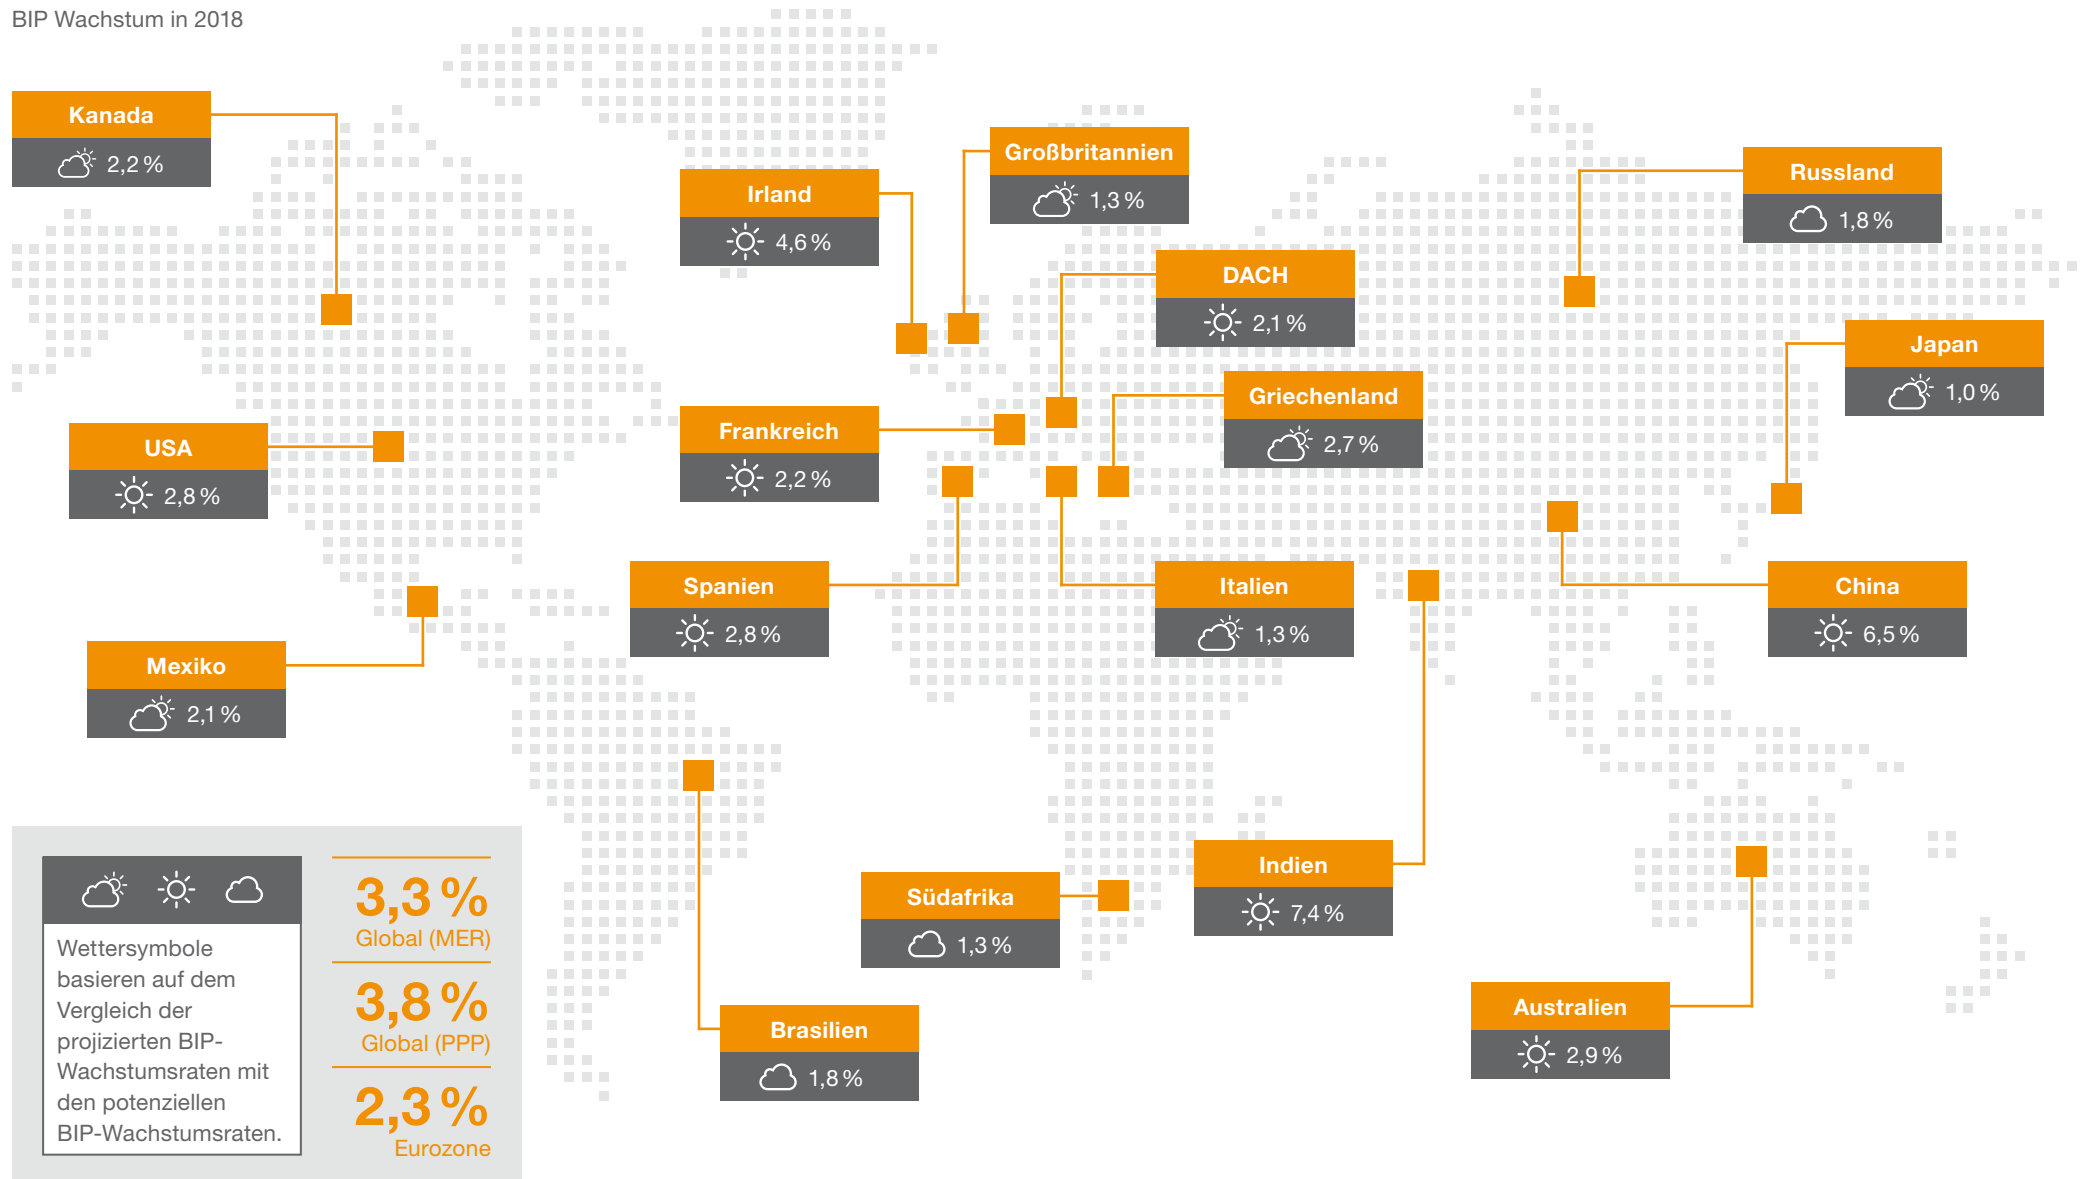 BIP Wachstum in 2018
Kanada
2,2 %
Großbritannien
1,3 %
Russland
1,8 %
Irland
4,6 %
DACH
2,1 %
Japan
1,0 %
Griechenland
2,7 %
Frankreich
2,2 %
USA
2,8 %
Spanien
2,8 %
Italien
1,3 %
China
6,5 %
Mexiko
2,1 %
Indien
7,4 %
Südafrika
1,3 %
Australien
2,9 %
Brasilien
1,8 %
Wettersymbole
basieren auf dem
Vergleich der
projizierten BIP-
Wachstumsraten mit
den potenziellen
BIP-Wachstumsraten.
3,3 %
Global (MER)
3,8 %
Global (PPP)
2,3 %
Eurozone